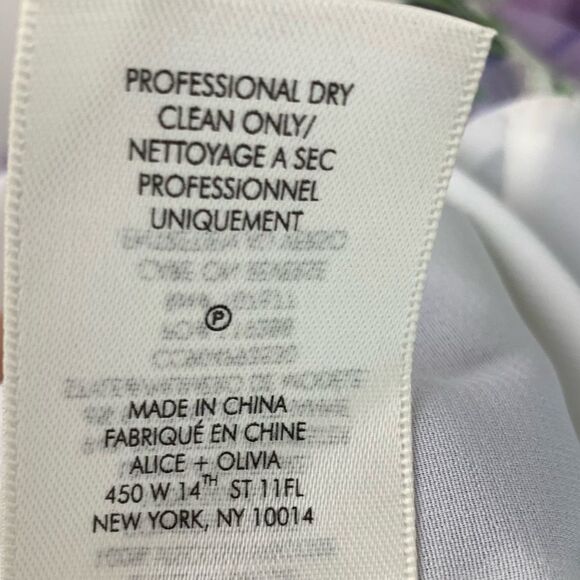 PROFESSIONAL DRY
CLEAN ONLY/
NETTOYAGE A SEC
PROFESSIONNEL
UNIQUEMENT
P
MADE IN CHINA
FABRIQUÉ EN CHINE
ALICE + OLIVIA
450 W 14TH ST 11FL
NEW YORK, NY 10014